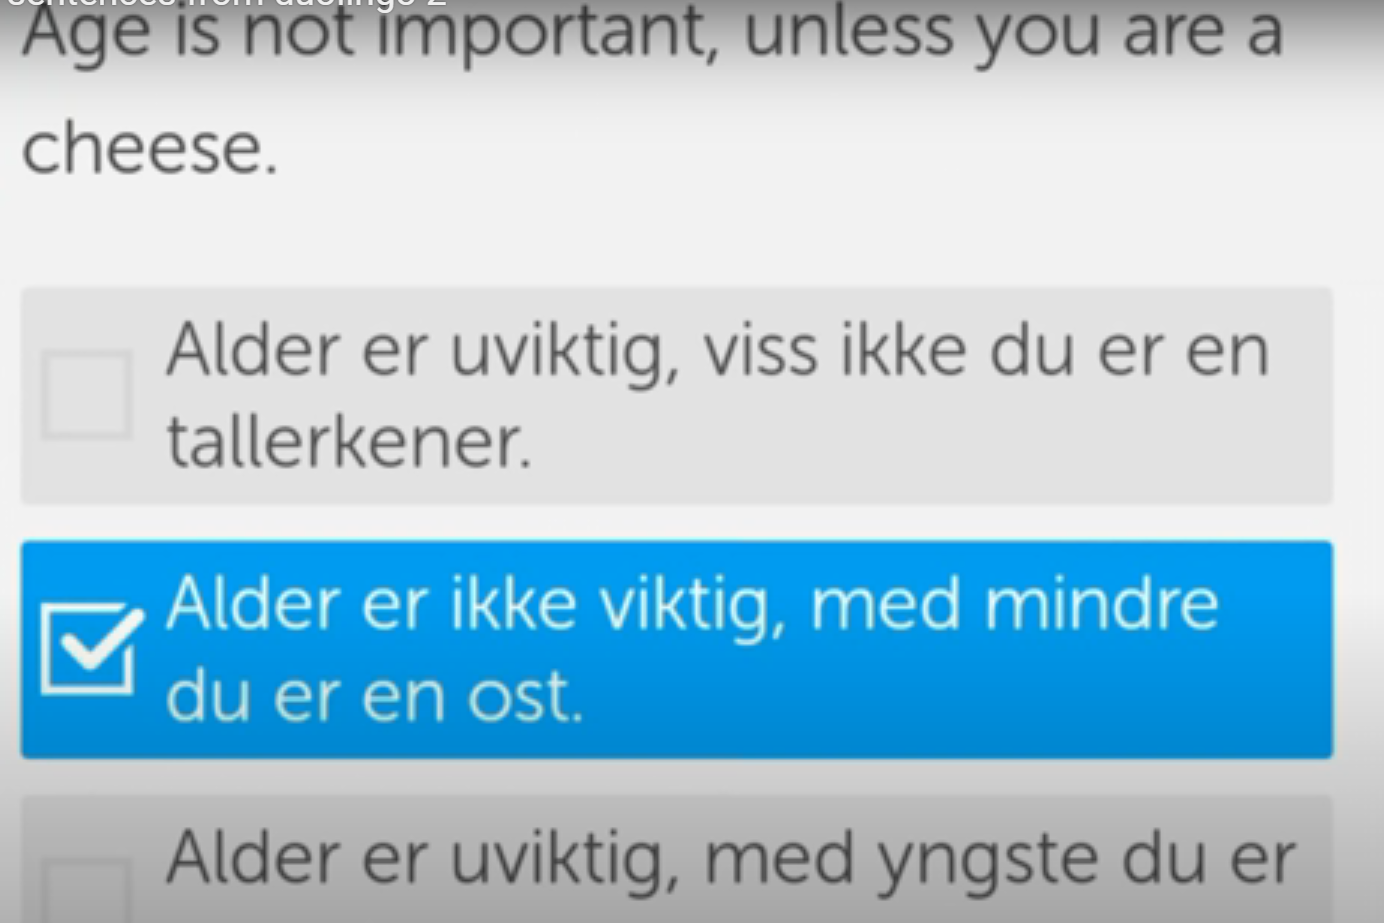 sentences from duolingo 2
Age is not important, unless you are a
cheese.
Alder er uviktig, viss ikke du er en
tallerkener.
Alder er ikke viktig, med mindre
du er en ost.
Alder er uviktig, med yngste du er